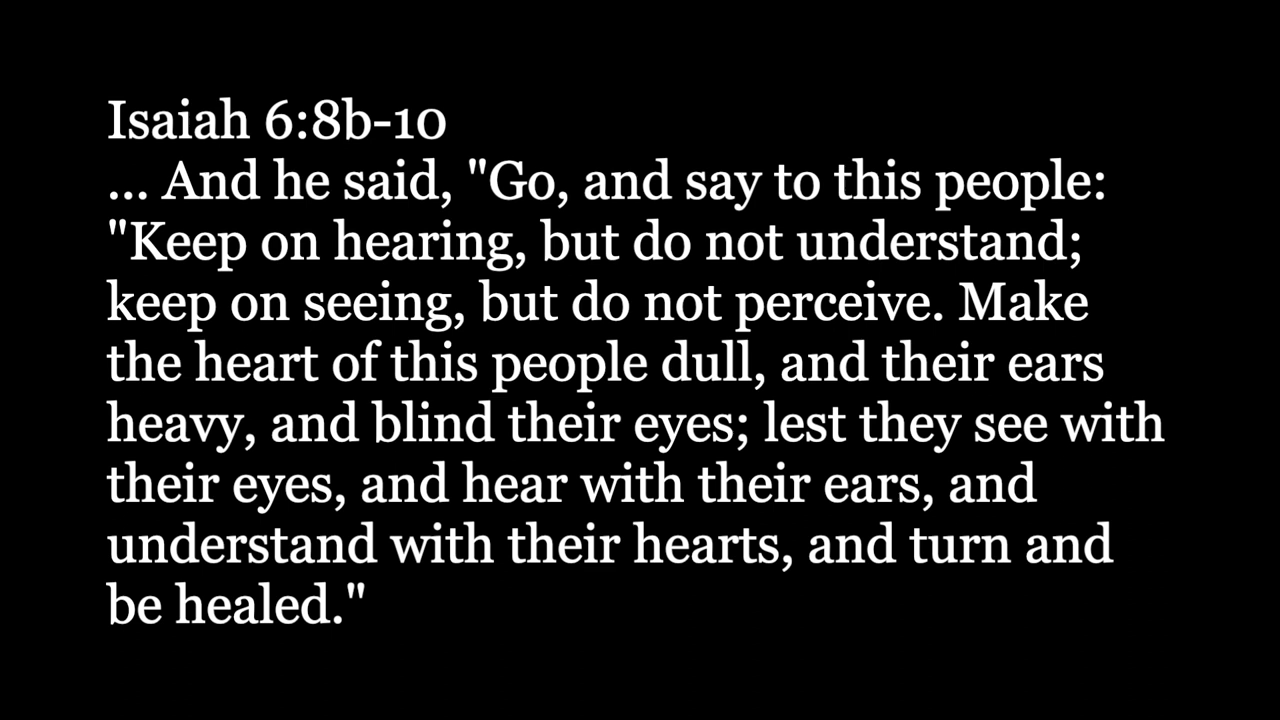 Isaiah 6:8b-10
... And he said, "Go, and say to this people:
"Keep on hearing, but do not understand;
keep on seeing, but do not perceive. Make
the heart of this people dull, and their ears
heavy, and blind their eyes; lest they see with
their eyes, and hear with their ears, and
understand with their hearts, and turn and
be healed."